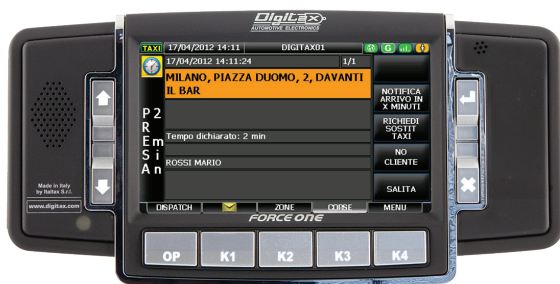 Digitax
AUTOMOTIVE ELECTRONICS
TAXI 17/04/2012 14:11 DIGITAX01 G
17/04/2012 14:11:24 1/1
MILANO, PIAZZA DUOMO, 2, DAVANTI
IL BAR
NOTIFICA
ARRIVO IN
X MINUTI
PRESA
2 min
RICHIEDI
SOSTIT
TAXI
Tempo dichiarato: 2 min
NO
CLIENTE
ROSSI MARIO
SALITA
Made in Italy
by Italtax S.r.l.
www.digitax.com
DISPATCH ZONE CORSE MENU
FORCE ONE
OP K1 K2 K3 K4